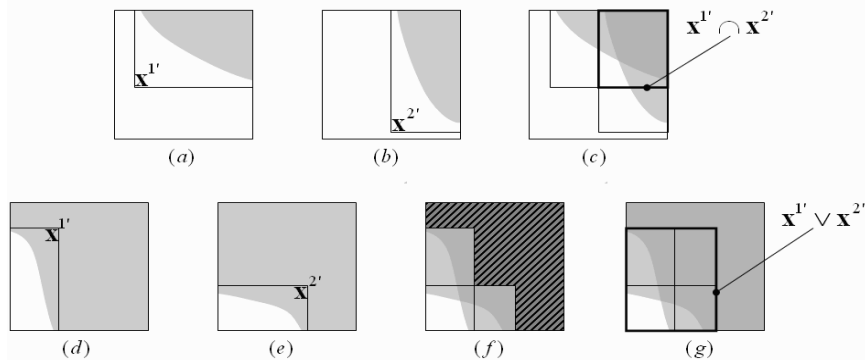 x1′ ∩ x2′
x1′
x2′
(a)
(b)
(c)
x1′ ∨ x2′
x1′
x2′
(d)
(e)
(f)
(g)